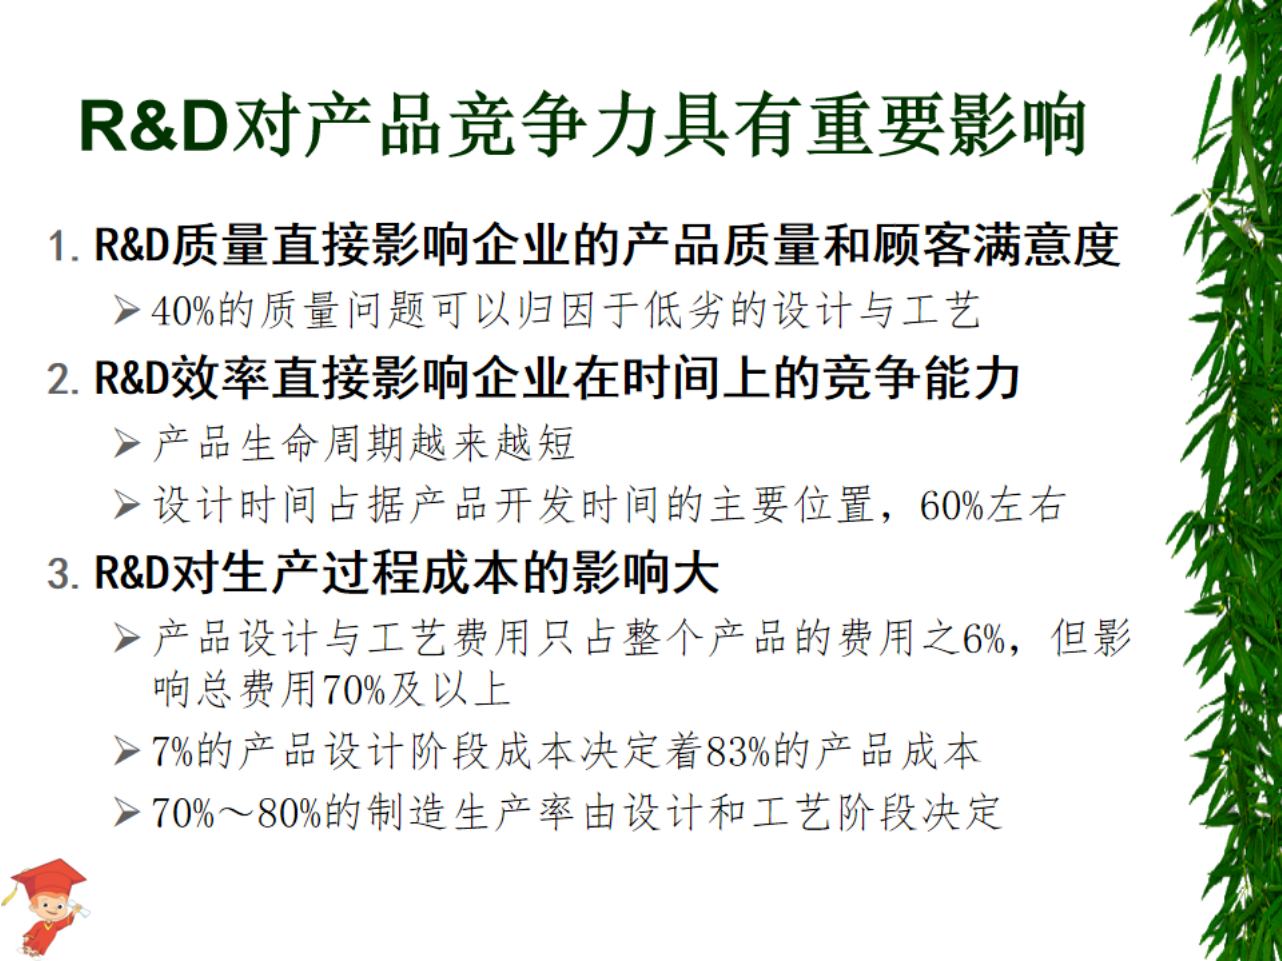 R&D对产品竞争力具有重要影响
1. R&D质量直接影响企业的产品质量和顾客满意度
➢ 40%的质量问题可以归因于低劣的设计与工艺
2. R&D效率直接影响企业在时间上的竞争能力
➢ 产品生命周期越来越短
➢ 设计时间占据产品开发时间的主要位置，60%左右
3. R&D对生产过程成本的影响大
➢ 产品设计与工艺费用只占整个产品的费用之6%，但影
响总费用70%及以上
➢ 7%的产品设计阶段成本决定着83%的产品成本
➢ 70%～80%的制造生产率由设计和工艺阶段决定